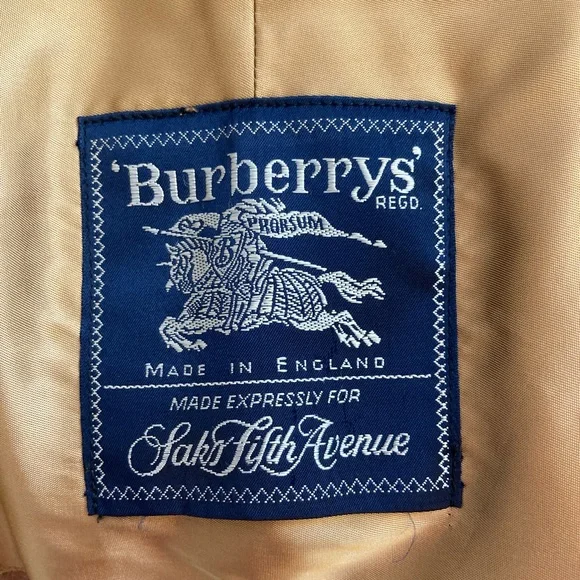 'Burberrys'
REGD.
PRORSUM
B
MADE IN ENGLAND
MADE EXPRESSLY FOR
Saks Fifth Avenue